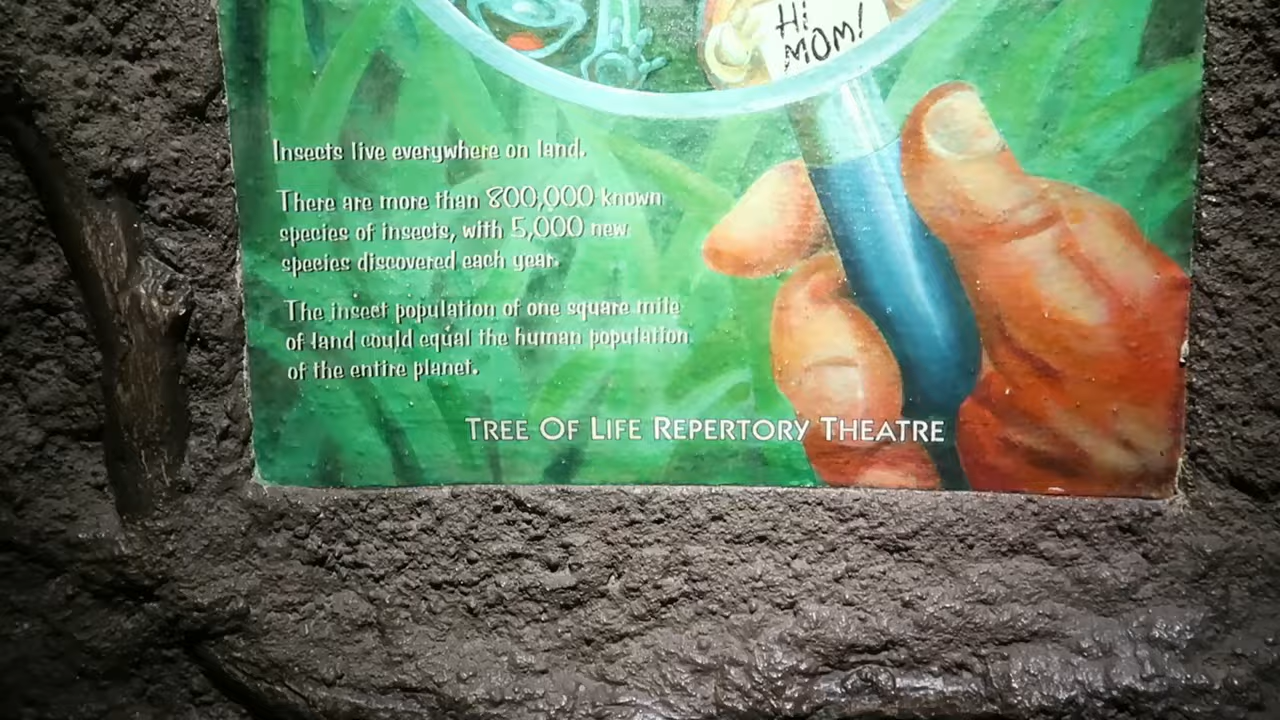 Hi
MOM!
Insects live everywhere on land.
There are more than 800,000 known
species of insects, with 5,000 new
species discovered each year.
The insect population of one square mile
of land could equal the human population
of the entire planet.
TREE OF LIFE REPERTORY THEATRE